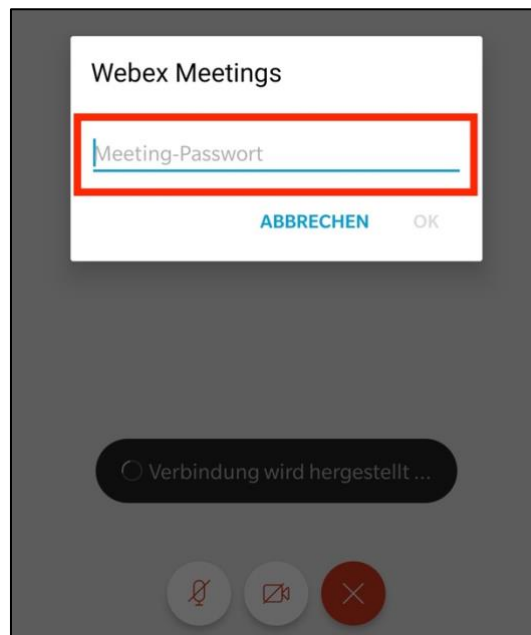 Webex Meetings
Meeting-Passwort
ABBRECHEN OK
Verbindung wird hergestellt ...